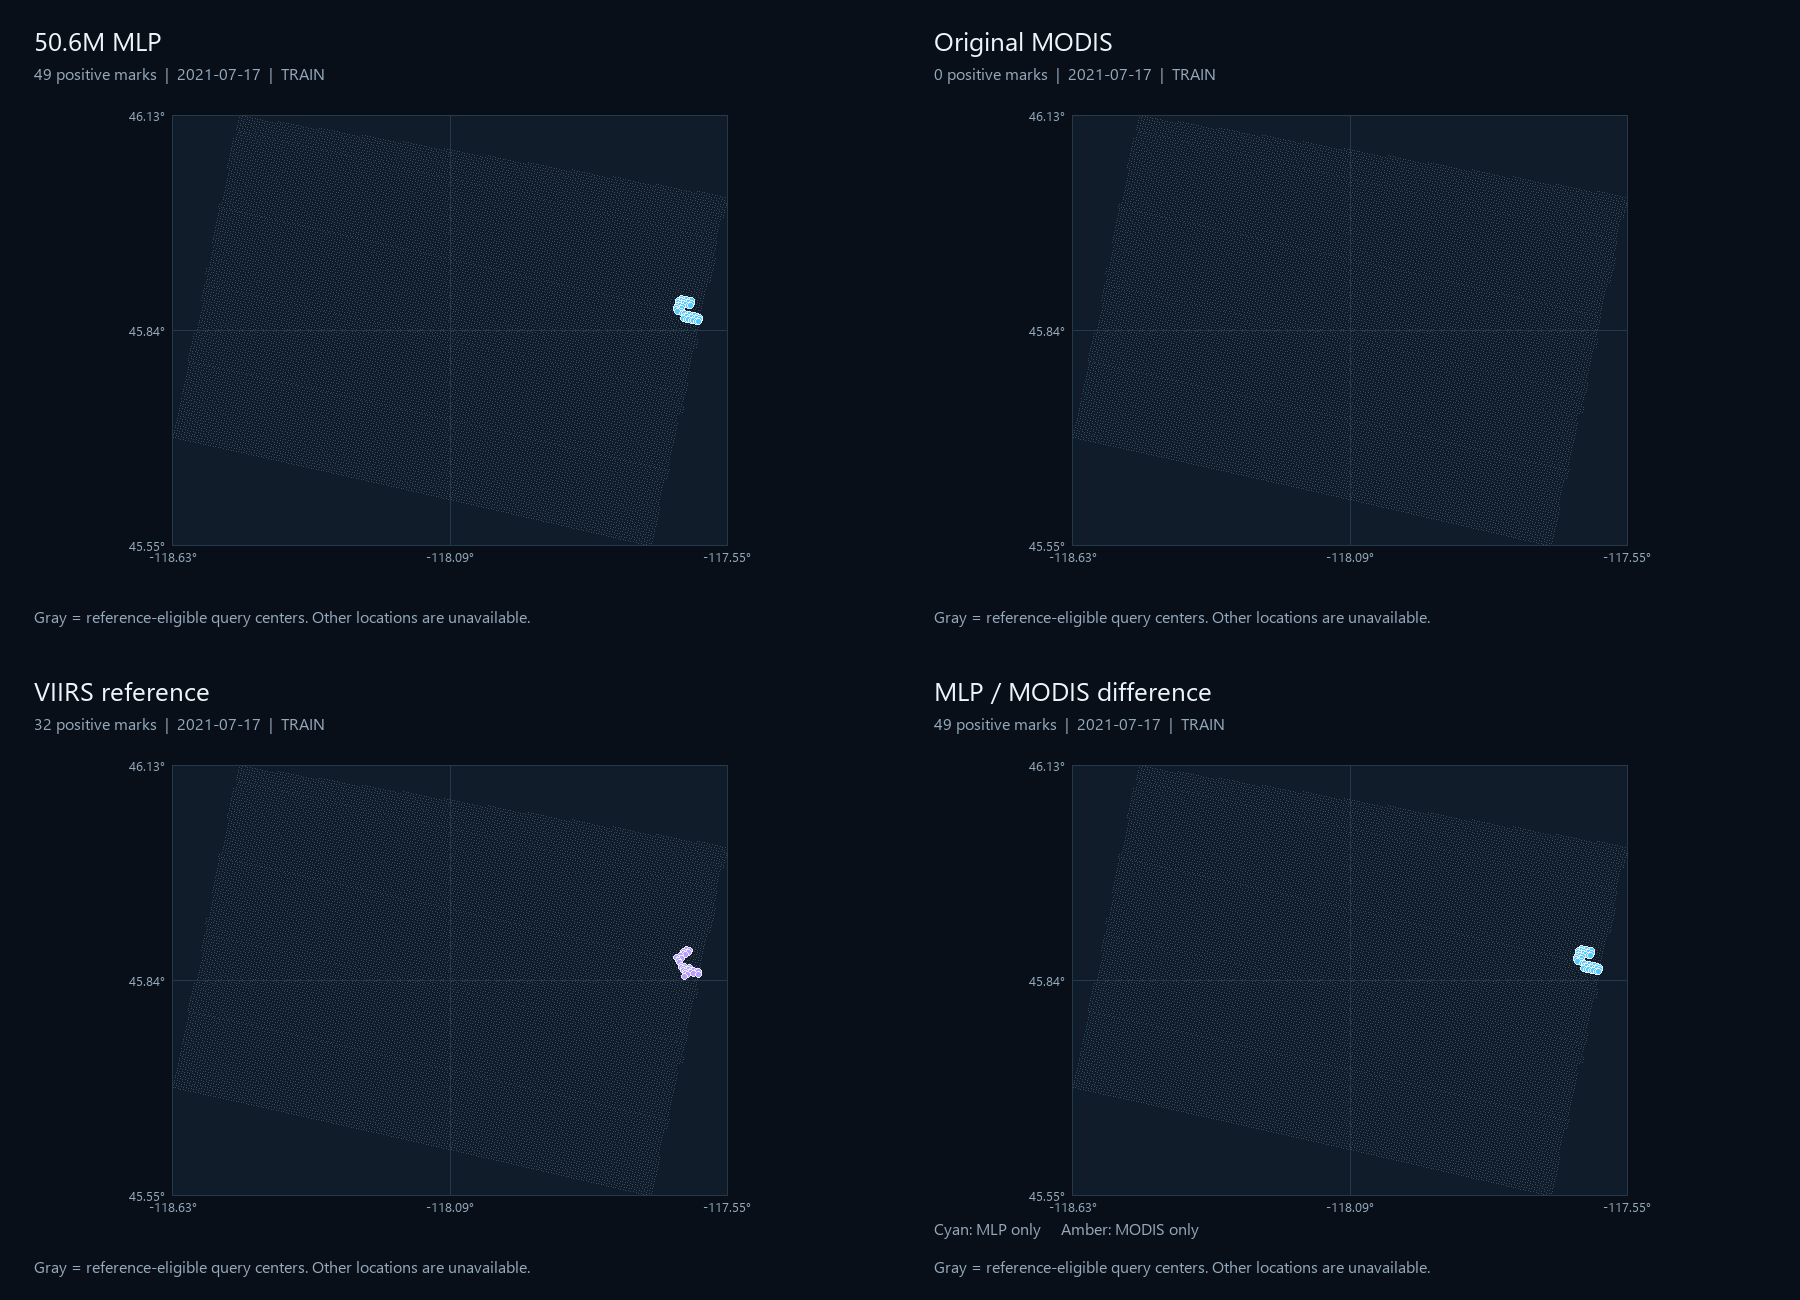 50.6M MLP
49 positive marks | 2021-07-17 | TRAIN
46.13°
45.84°
45.55°
-118.63°
-118.09°
-117.55°
Gray = reference-eligible query centers. Other locations are unavailable.
Original MODIS
0 positive marks | 2021-07-17 | TRAIN
46.13°
45.84°
45.55°
-118.63°
-118.09°
-117.55°
Gray = reference-eligible query centers. Other locations are unavailable.
VIIRS reference
32 positive marks | 2021-07-17 | TRAIN
46.13°
45.84°
45.55°
-118.63°
-118.09°
-117.55°
Gray = reference-eligible query centers. Other locations are unavailable.
MLP / MODIS difference
49 positive marks | 2021-07-17 | TRAIN
46.13°
45.84°
45.55°
-118.63°
-118.09°
-117.55°
Cyan: MLP only Amber: MODIS only
Gray = reference-eligible query centers. Other locations are unavailable.